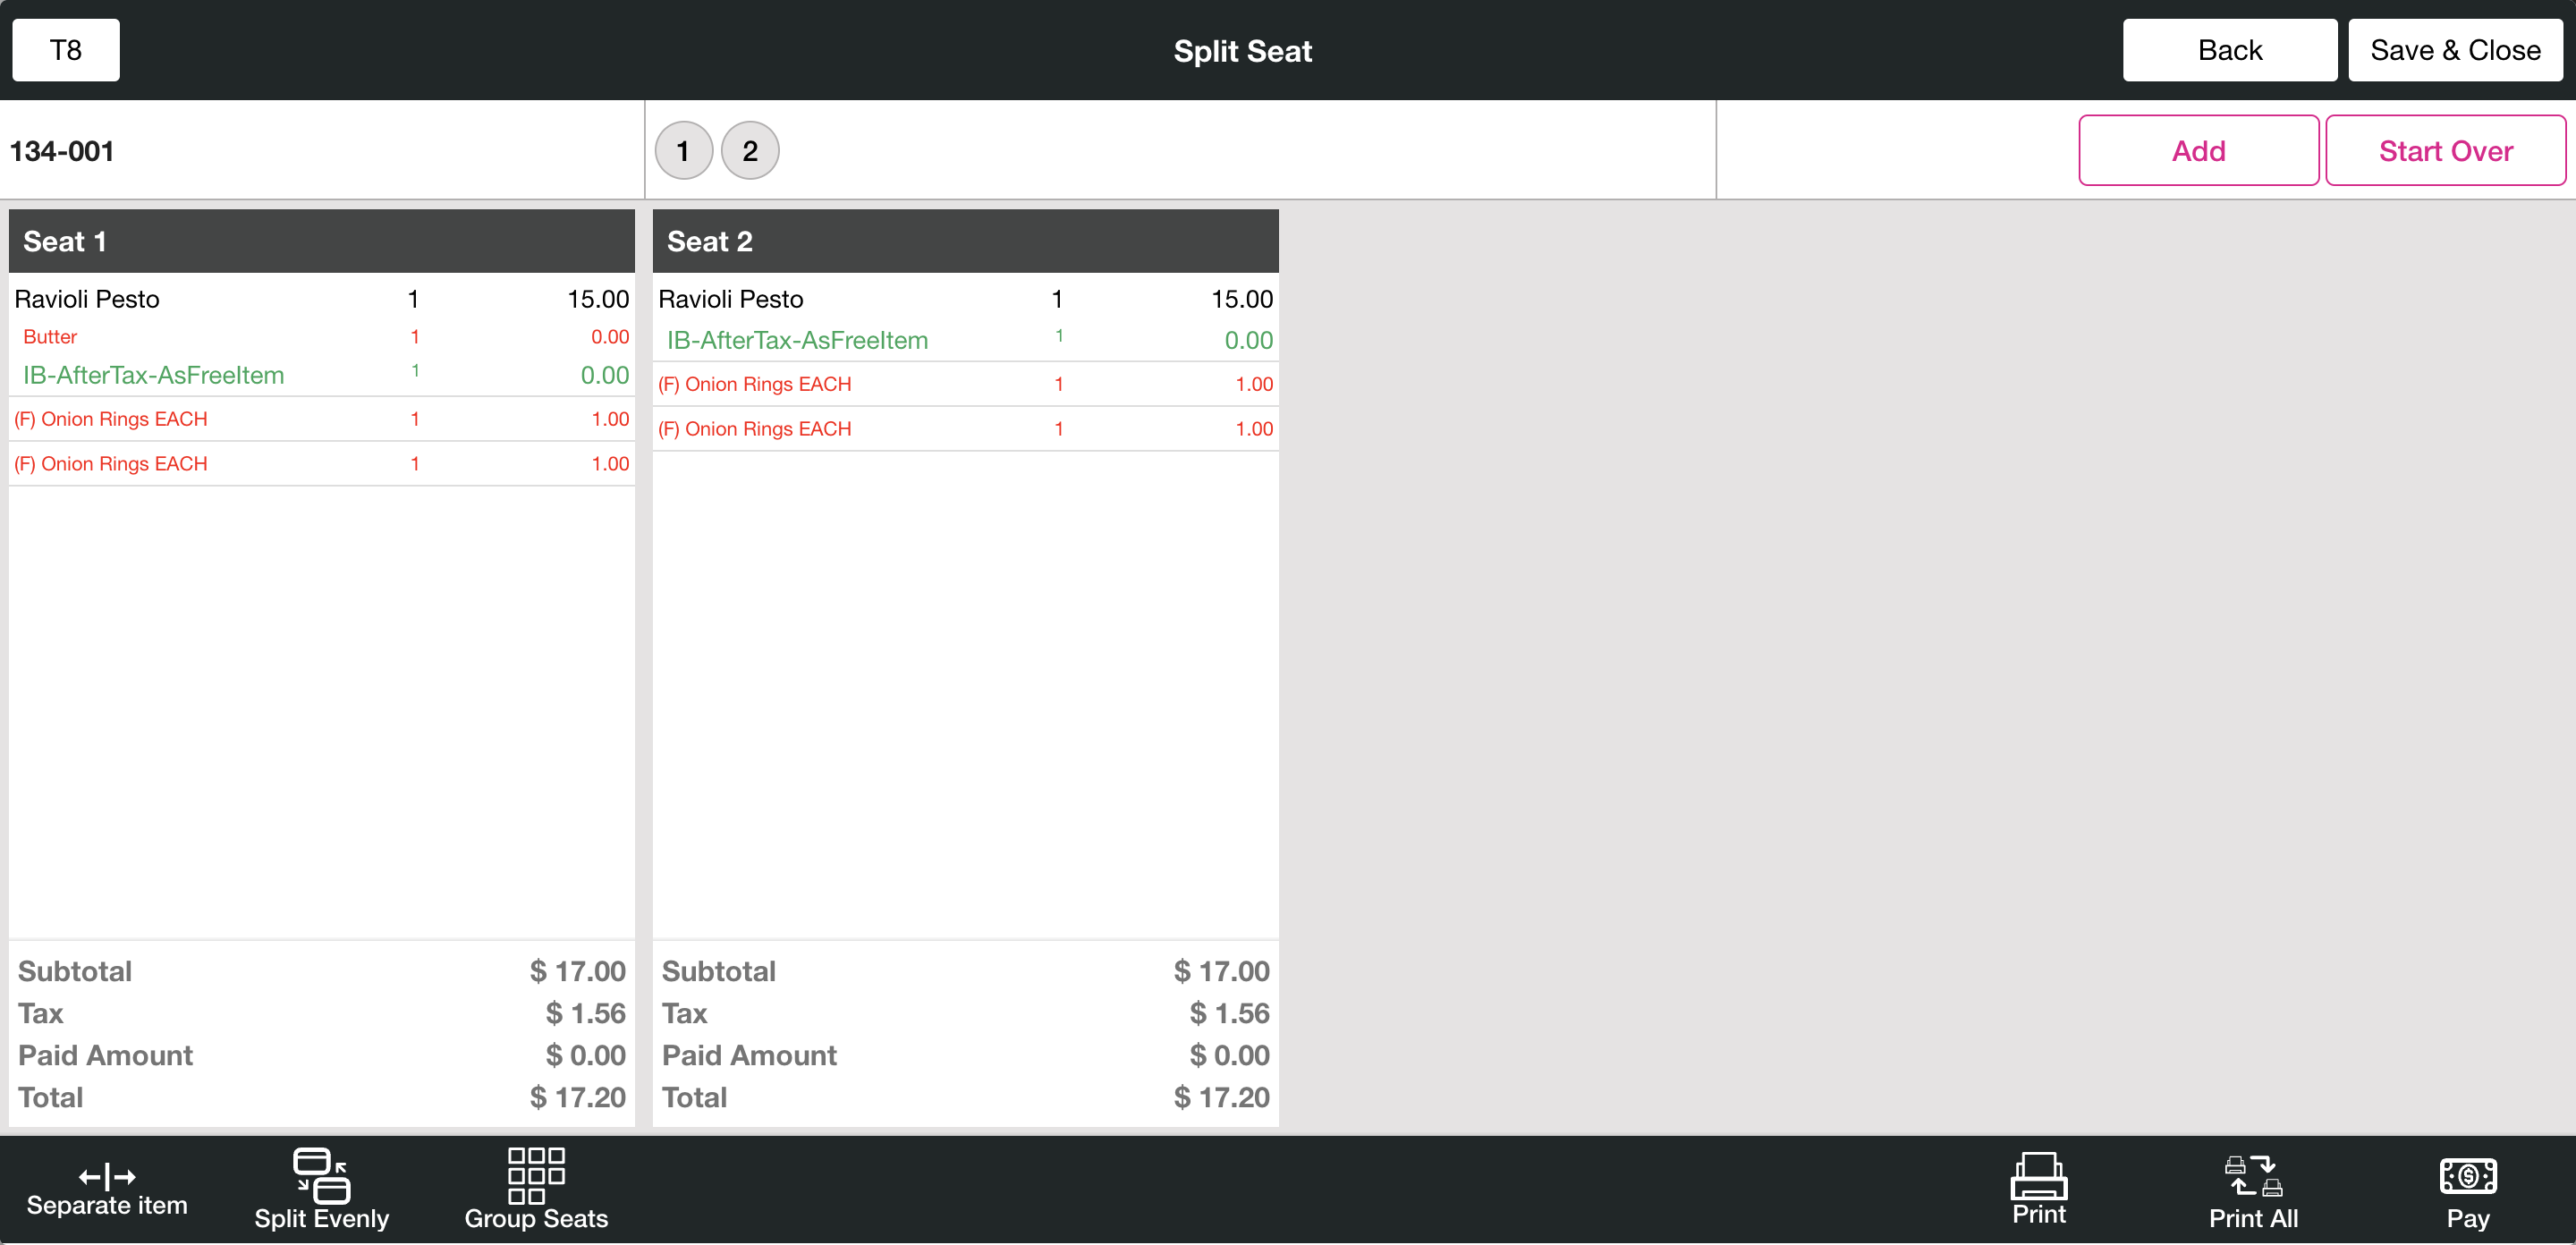 T8 Split Seat Back Save & Close
134-001 1 2 Add Start Over
Seat 1
Ravioli Pesto 1 15.00
Butter 1 0.00
IB-AfterTax-AsFreeItem 1 0.00
(F) Onion Rings EACH 1 1.00
(F) Onion Rings EACH 1 1.00
Subtotal $ 17.00
Tax $ 1.56
Paid Amount $ 0.00
Total $ 17.20
Seat 2
Ravioli Pesto 1 15.00
IB-AfterTax-AsFreeItem 1 0.00
(F) Onion Rings EACH 1 1.00
(F) Onion Rings EACH 1 1.00
Subtotal $ 17.00
Tax $ 1.56
Paid Amount $ 0.00
Total $ 17.20
Separate item Split Evenly Group Seats Print Print All Pay